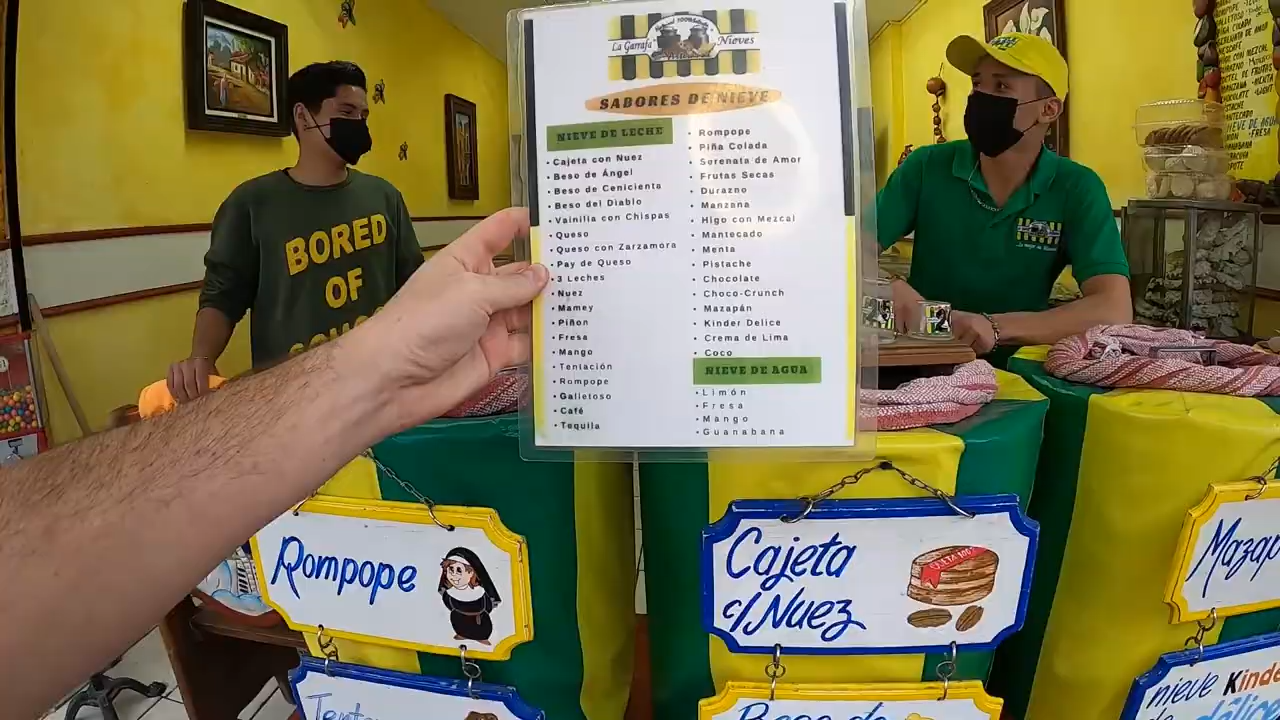 La Garrafa Nieves
SABORES DE NIEVE
NIEVE DE LECHE
• Cajeta con Nuez
• Beso de Ángel
• Beso de Cenicienta
• Beso del Diablo
• Vainilia con Chispas
• Queso
• Queso con Zarzamora
• Pay de Queso
• 3 Leches
• Nuez
• Mamey
• Piñon
• Fresa
• Mango
• Tentación
• Rompope
• Galletoso
• Café
• Tequila
• Rompope
• Piña Colada
• Serenata de Amor
• Frutas Secas
• Durazno
• Manzana
• Higo con Mezcal
• Mantecado
• Menta
• Pistache
• Chocolate
• Choco-Crunch
• Mazapán
• Kinder Delice
• Crema de Lima
• Coco
NIEVE DE AGUA
• Limón
• Fresa
• Mango
• Guanabana
BORED
OF
Rompope
Cajeta
c/Nuez
nieve